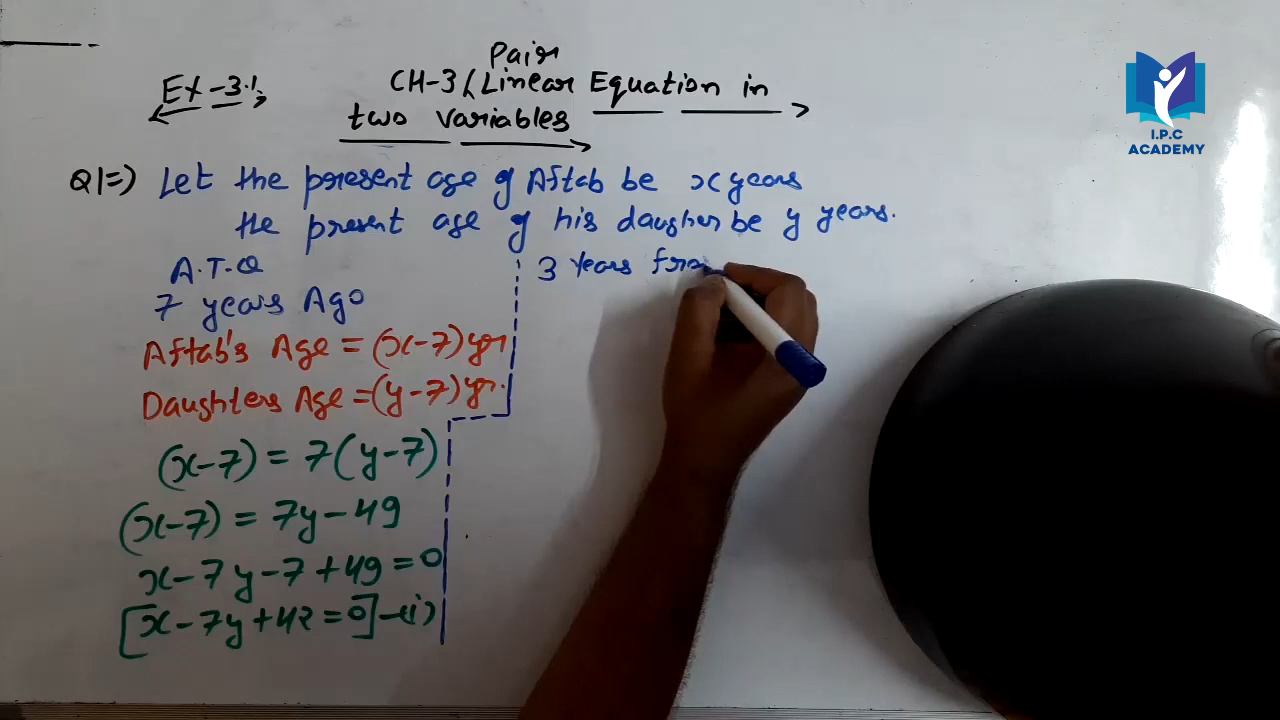 Ex-3.1.
Pair
CH-3 (Linear Equation in
two variables
I.P.C
ACADEMY
Q1=) Let the present age of Aftab be x years
the present age of his daugher be y years.
A.T.Q
7 years Ago
Aftab's Age = (x-7) yr
Daughters Age = (y-7) yr.
(x-7) = 7(y-7)
(x-7) = 7y-49
x-7y-7+49=0
[x-7y+42=0]-(i)
3 Years from